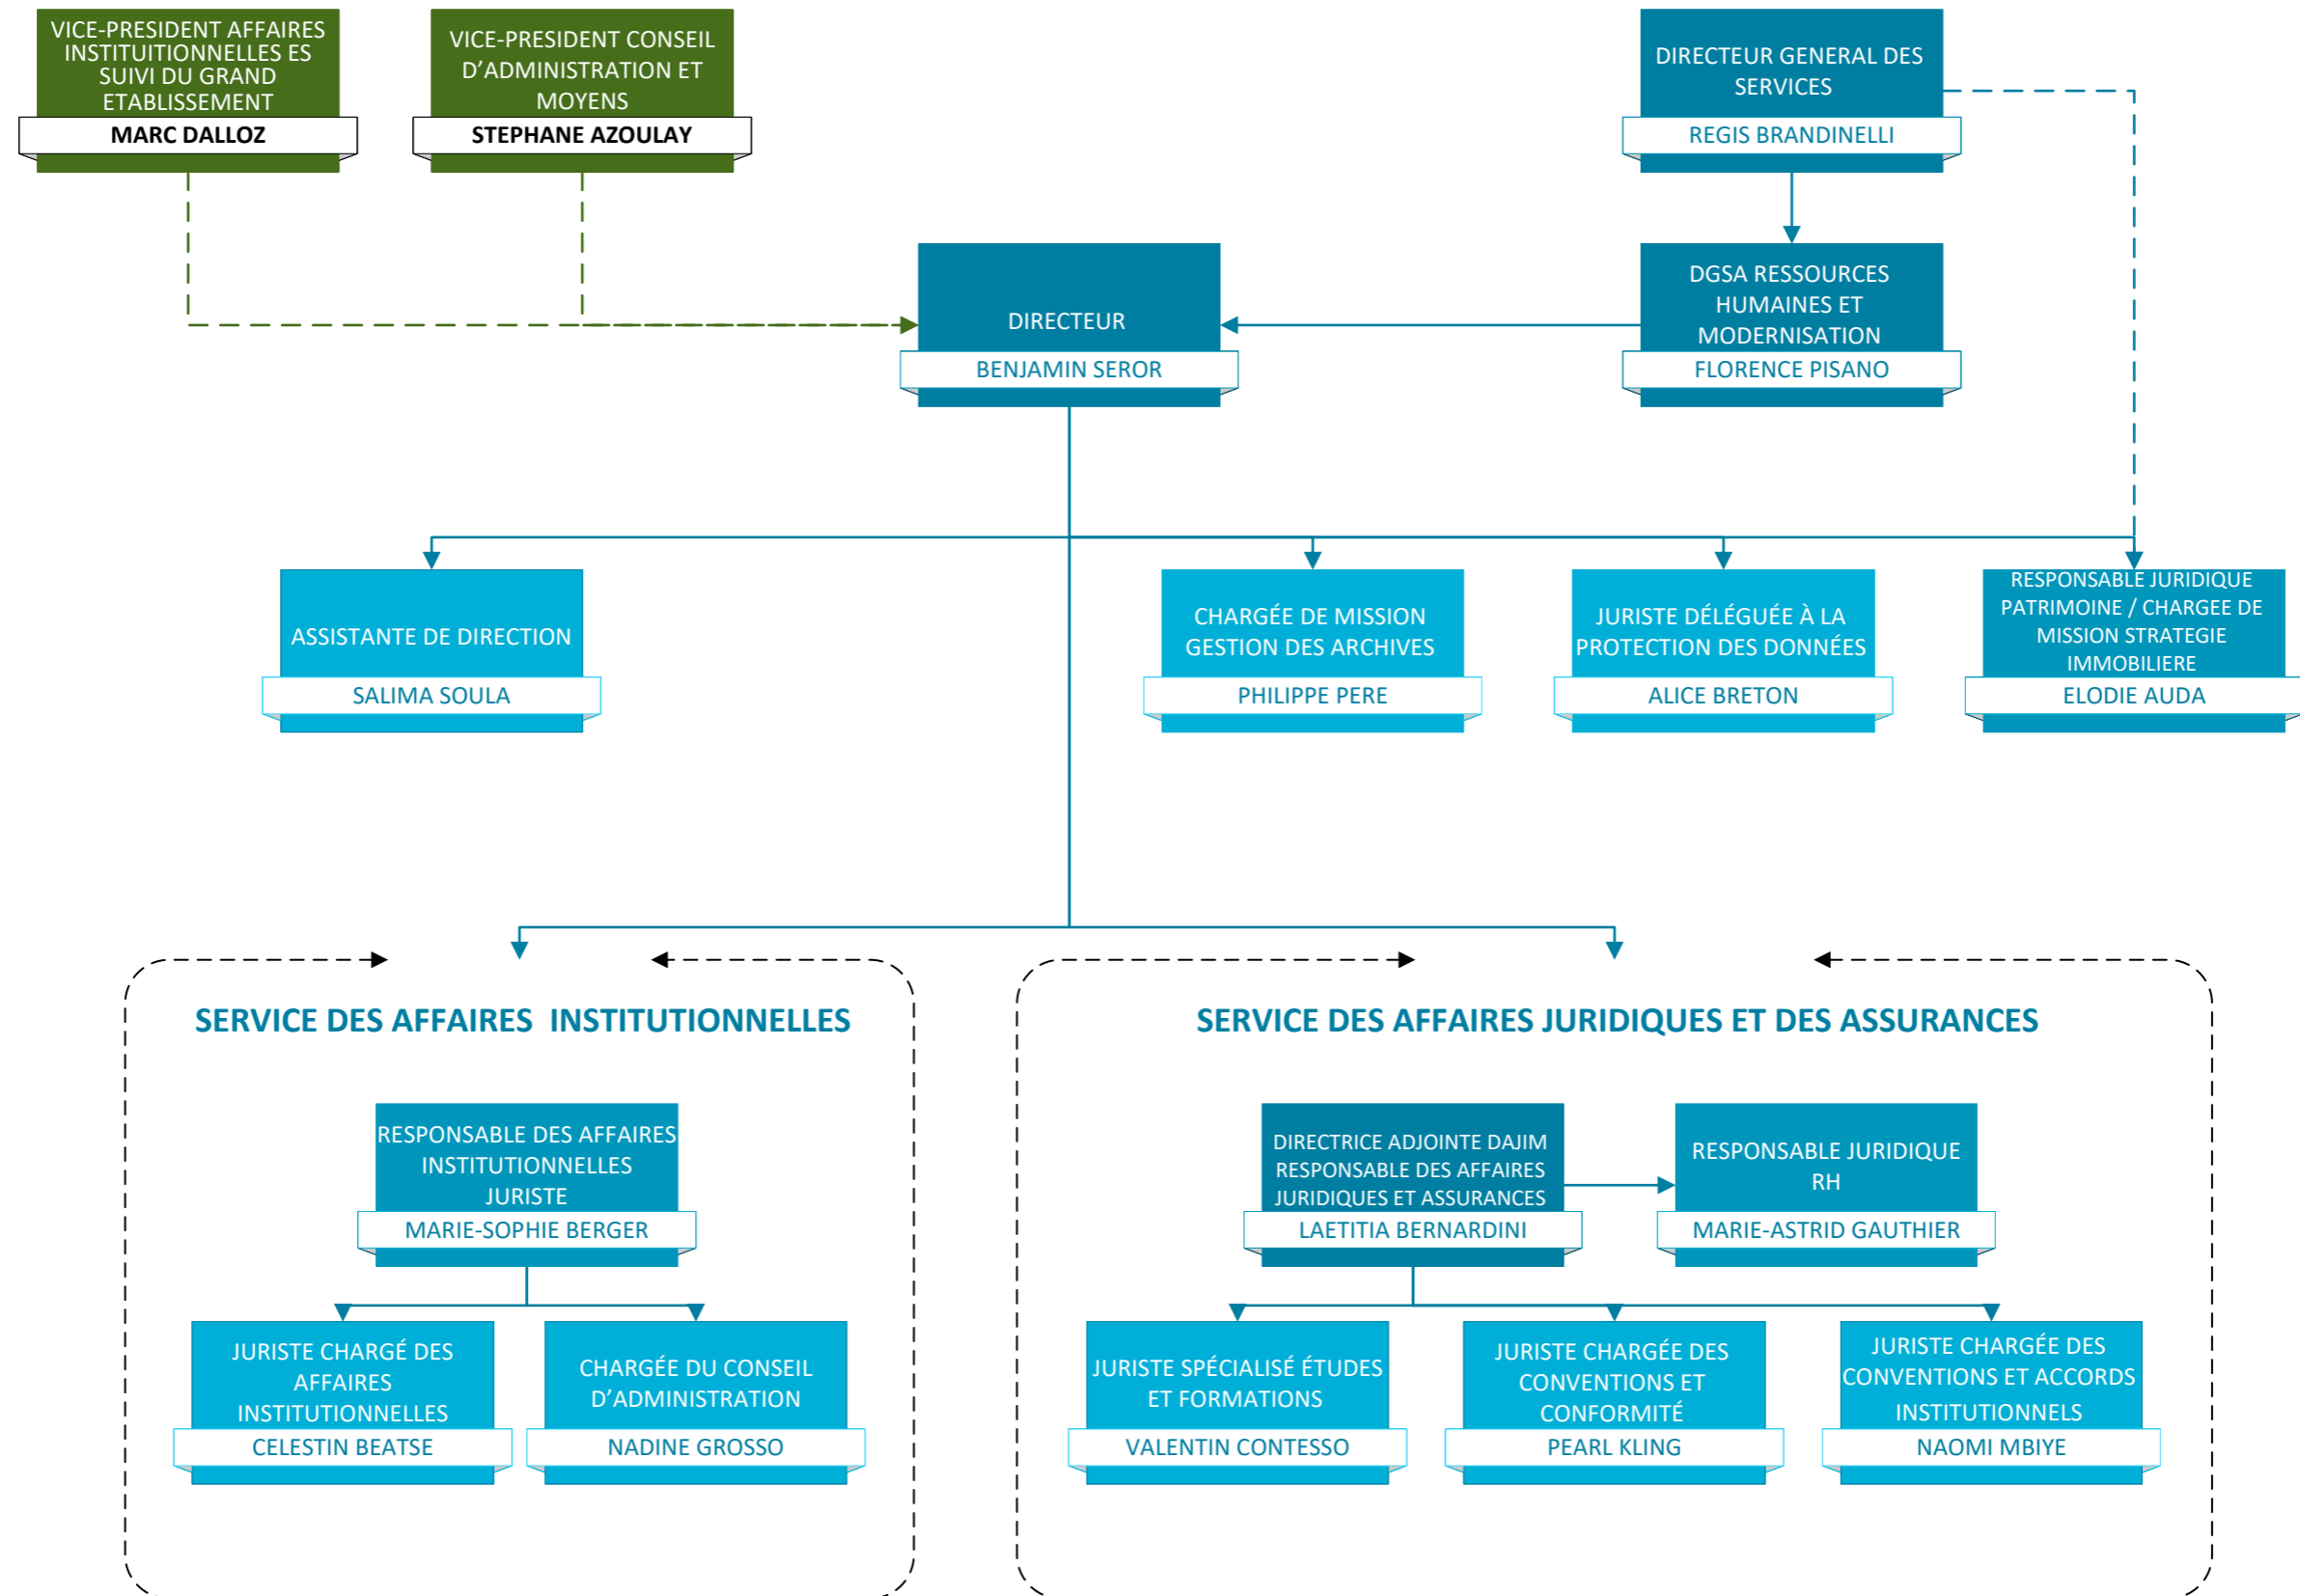 VICE-PRESIDENT AFFAIRES
INSTITUITIONNELLES ES
SUIVI DU GRAND
ETABLISSEMENT
MARC DALLOZ
VICE-PRESIDENT CONSEIL
D’ADMINISTRATION ET
MOYENS
STEPHANE AZOULAY
DIRECTEUR GENERAL DES
SERVICES
REGIS BRANDINELLI
DIRECTEUR
BENJAMIN SEROR
DGSA RESSOURCES
HUMAINES ET
MODERNISATION
FLORENCE PISANO
ASSISTANTE DE DIRECTION
SALIMA SOULA
CHARGÉE DE MISSION
GESTION DES ARCHIVES
PHILIPPE PERE
JURISTE DÉLÉGUÉE À LA
PROTECTION DES DONNÉES
ALICE BRETON
RESPONSABLE JURIDIQUE
PATRIMOINE / CHARGEE DE
MISSION STRATEGIE
IMMOBILIERE
ELODIE AUDA
SERVICE DES AFFAIRES  INSTITUTIONNELLES
RESPONSABLE DES AFFAIRES
INSTITUTIONNELLES
JURISTE
MARIE-SOPHIE BERGER
JURISTE CHARGÉ DES
AFFAIRES
INSTITUTIONNELLES
CELESTIN BEATSE
CHARGÉE DU CONSEIL
D’ADMINISTRATION
NADINE GROSSO
SERVICE DES AFFAIRES JURIDIQUES ET DES ASSURANCES
DIRECTRICE ADJOINTE DAJIM
RESPONSABLE DES AFFAIRES
JURIDIQUES ET ASSURANCES
LAETITIA BERNARDINI
RESPONSABLE JURIDIQUE
RH
MARIE-ASTRID GAUTHIER
JURISTE SPÉCIALISÉ ÉTUDES
ET FORMATIONS
VALENTIN CONTESSO
JURISTE CHARGÉE DES
CONVENTIONS ET
CONFORMITÉ
PEARL KLING
JURISTE CHARGÉE DES
CONVENTIONS ET ACCORDS
INSTITUTIONNELS
NAOMI MBIYE